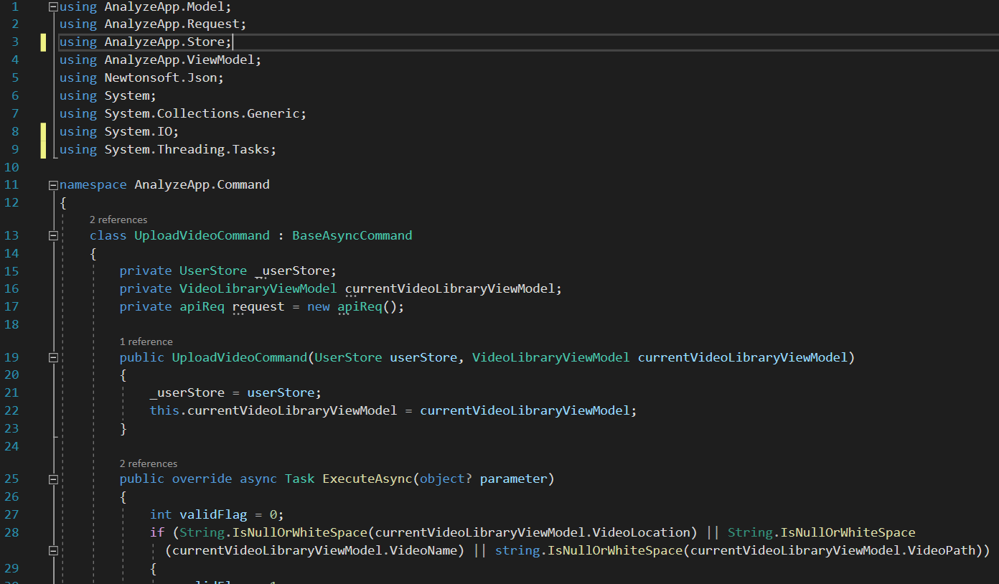 1 using AnalyzeApp.Model;
2 using AnalyzeApp.Request;
3 using AnalyzeApp.Store;
4 using AnalyzeApp.ViewModel;
5 using Newtonsoft.Json;
6 using System;
7 using System.Collections.Generic;
8 using System.IO;
9 using System.Threading.Tasks;
10
11 namespace AnalyzeApp.Command
12 {
2 references
13 class UploadVideoCommand : BaseAsyncCommand
14 {
15 private UserStore _userStore;
16 private VideoLibraryViewModel currentVideoLibraryViewModel;
17 private apiReq request = new apiReq();
18
1 reference
19 public UploadVideoCommand(UserStore userStore, VideoLibraryViewModel currentVideoLibraryViewModel)
20 {
21 _userStore = userStore;
22 this.currentVideoLibraryViewModel = currentVideoLibraryViewModel;
23 }
24
2 references
25 public override async Task ExecuteAsync(object? parameter)
26 {
27 int validFlag = 0;
28 if (String.IsNullOrWhiteSpace(currentVideoLibraryViewModel.VideoLocation) || String.IsNullOrWhiteSpace
(currentVideoLibraryViewModel.VideoName) || string.IsNullOrWhiteSpace(currentVideoLibraryViewModel.VideoPath))
29 {